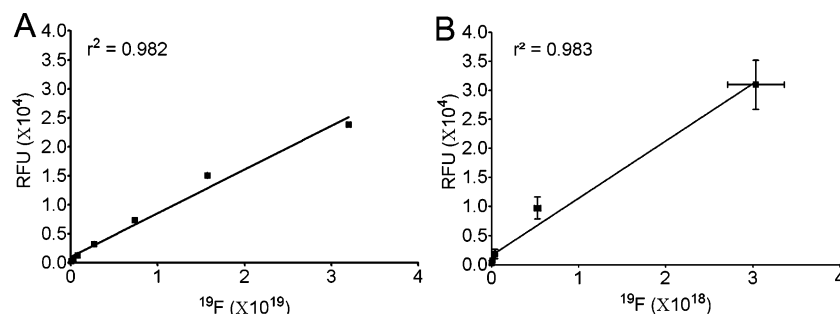 A
r² = 0.982
RFU (X10⁴)
4.0
3.5
3.0
2.5
2.0
1.5
1.0
0.5
0.0
0 1 2 3 4
¹⁹F (X10¹⁹)
B
r² = 0.983
RFU (X10⁴)
4.0
3.5
3.0
2.5
2.0
1.5
1.0
0.5
0.0
0 1 2 3 4
¹⁹F (X10¹⁸)